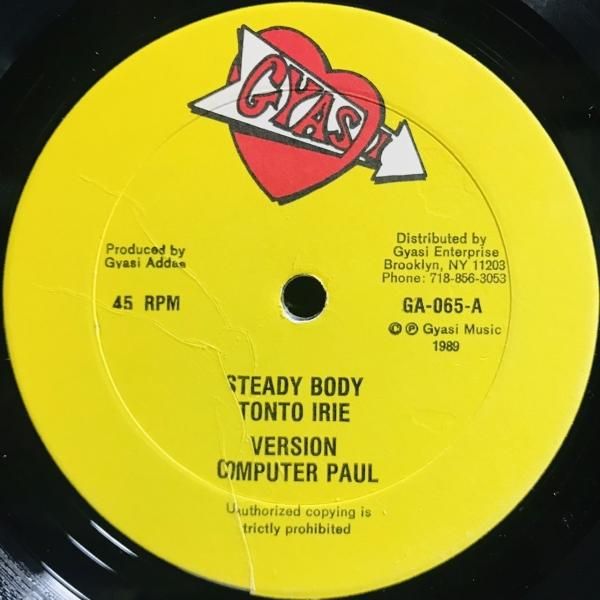 GYASI
Produced by
Gyasi Addae
45 RPM
Distributed by
Gyasi Enterprise
Brooklyn, NY 11203
Phone: 718-856-3053
GA-065-A
© ℗ Gyasi Music
1989
STEADY BODY
TONTO IRIE
VERSION
COMPUTER PAUL
Unauthorized copying is
strictly prohibited